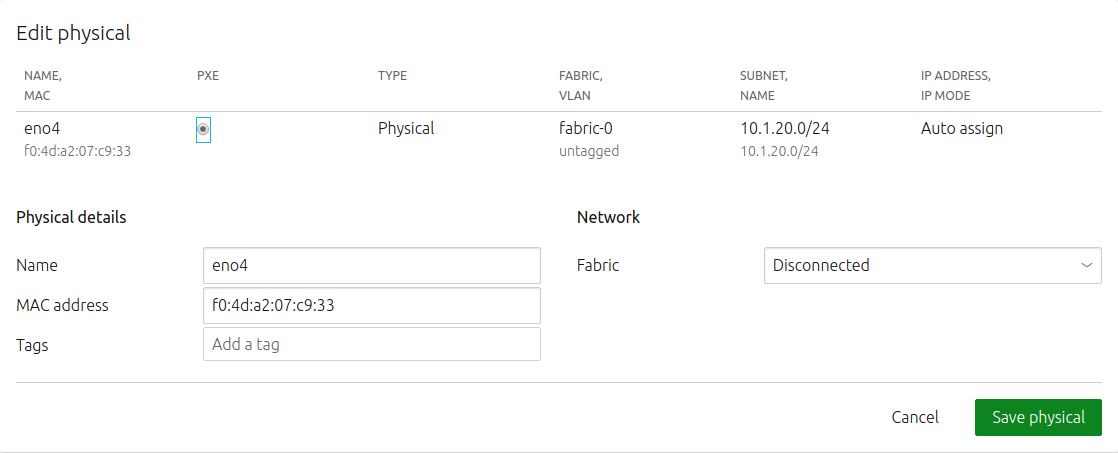 Edit physical
NAME, PXE TYPE FABRIC, SUBNET, IP ADDRESS,
MAC VLAN NAME IP MODE
eno4 Physical fabric-0 10.1.20.0/24 Auto assign
f0:4d:a2:07:c9:33 untagged 10.1.20.0/24
Physical details Network
Name eno4 Fabric Disconnected
MAC address f0:4d:a2:07:c9:33
Tags Add a tag
Cancel Save physical